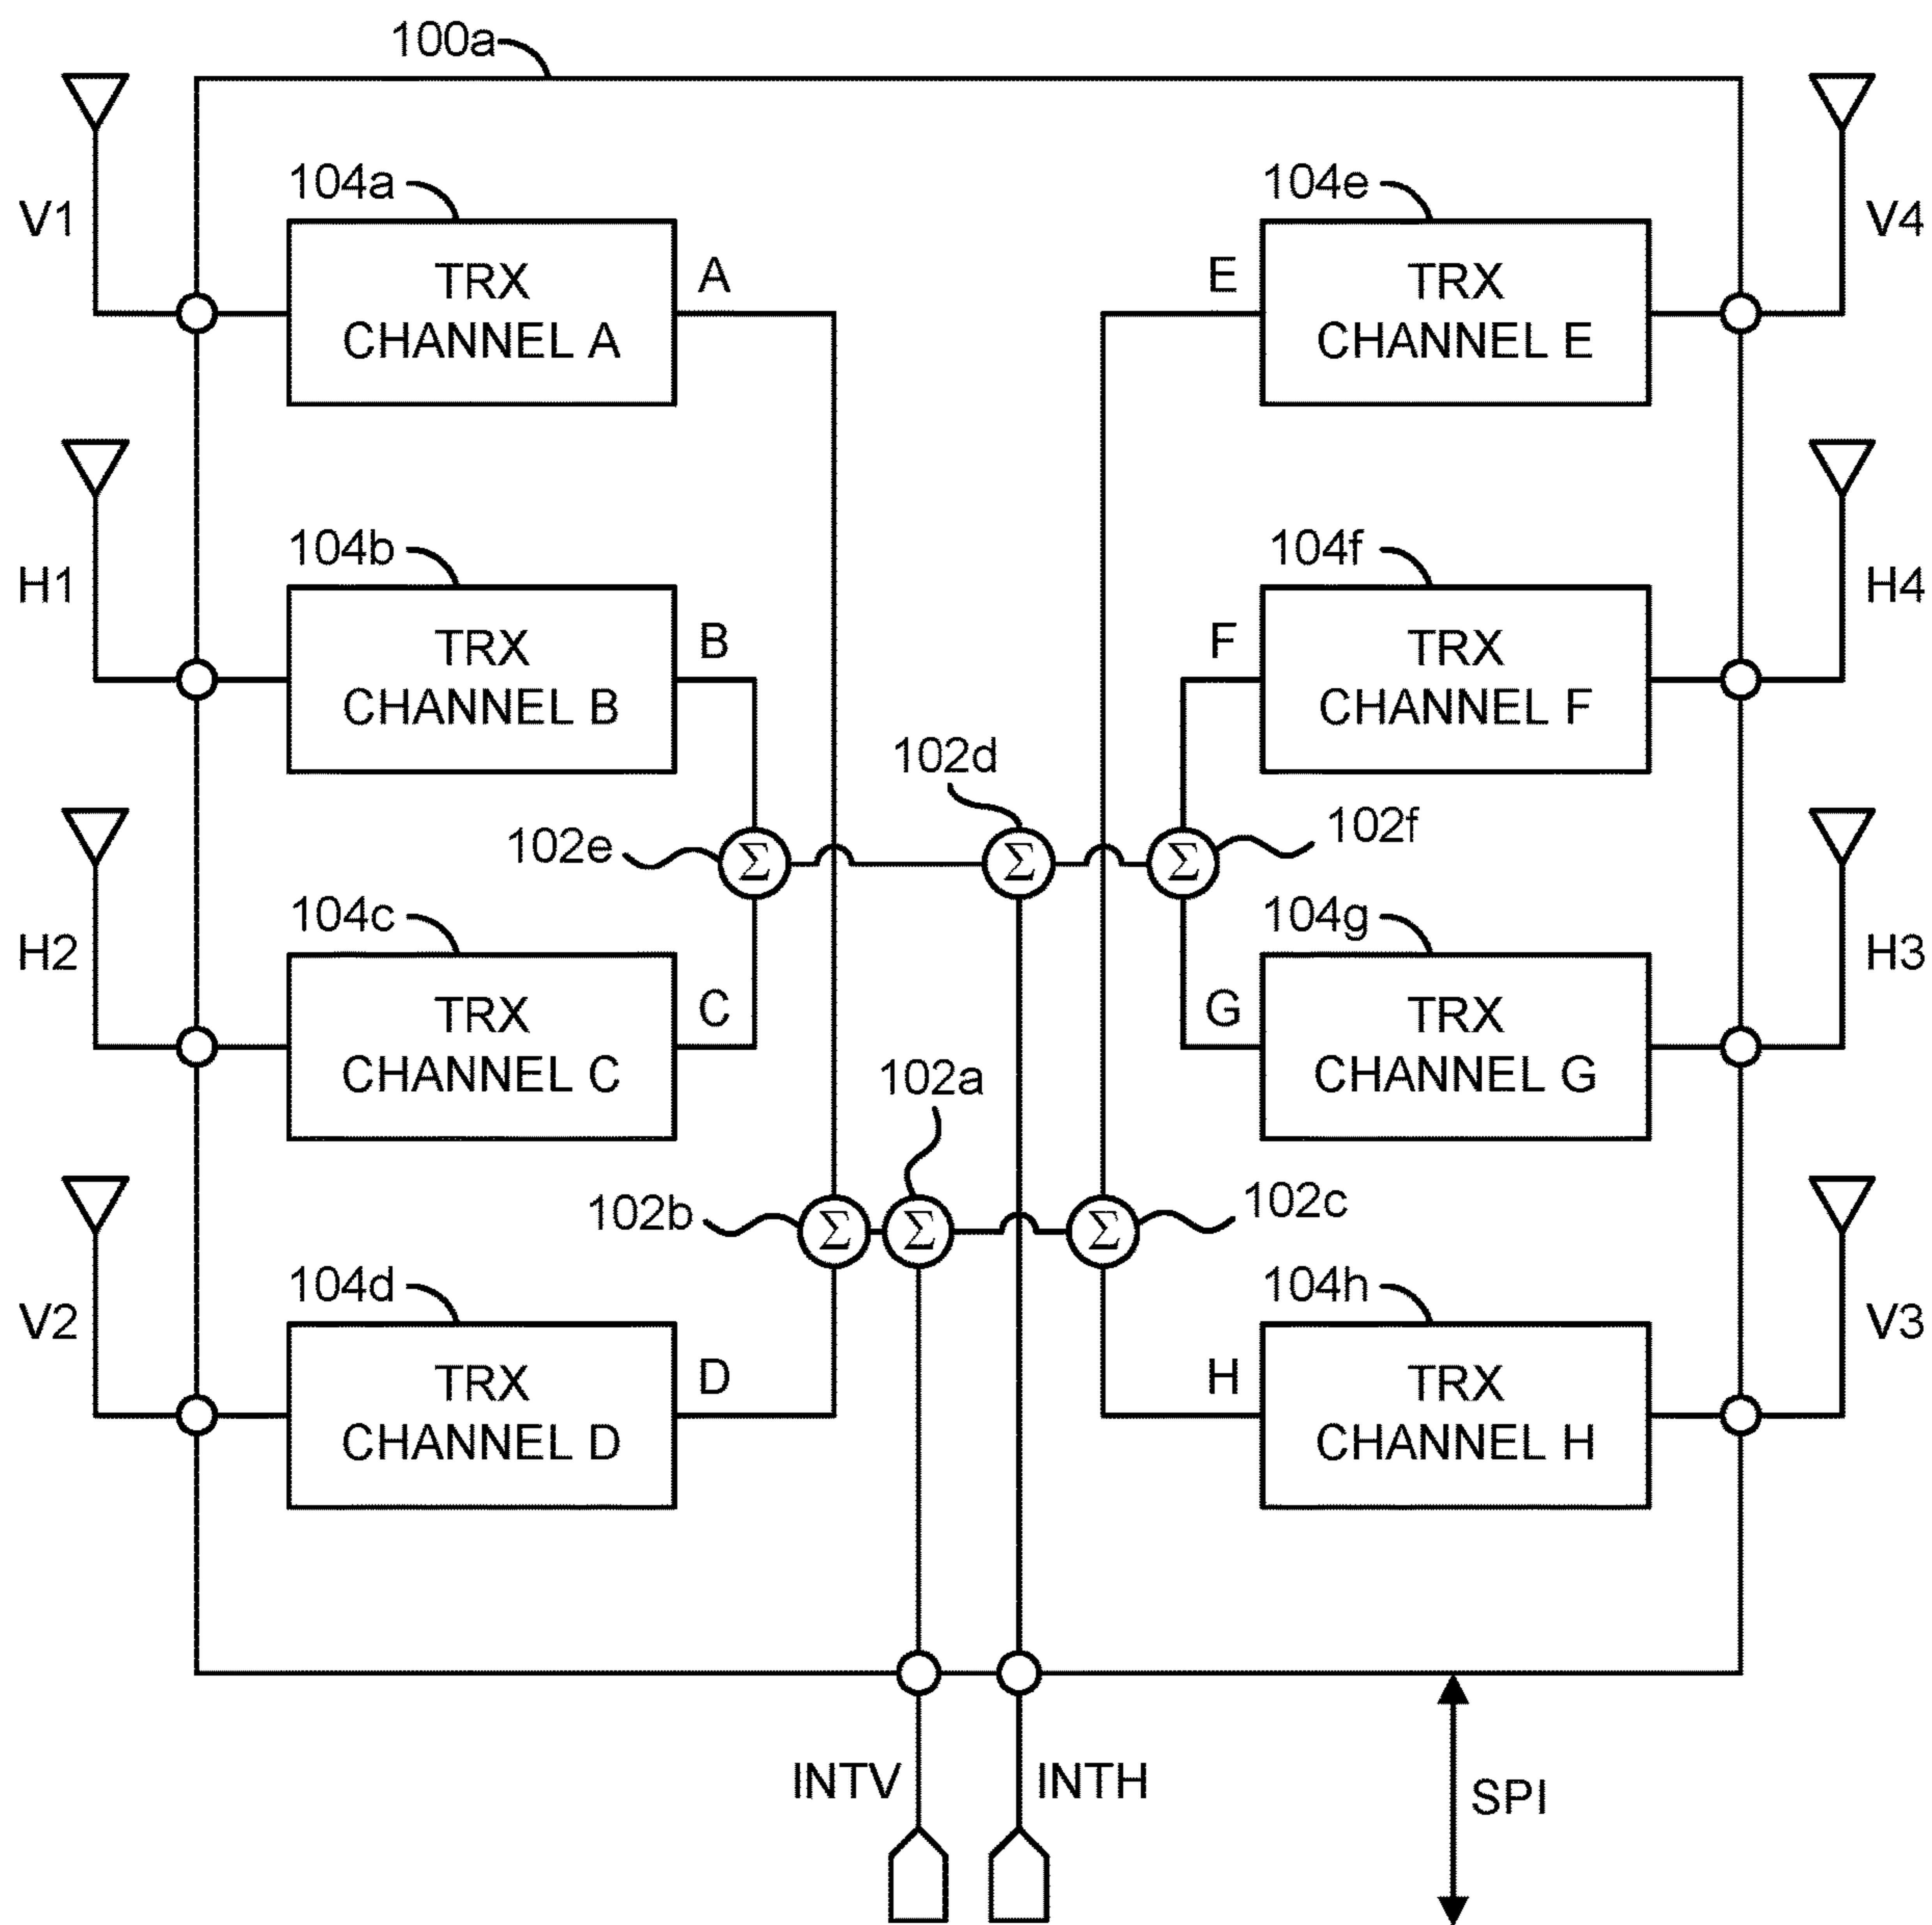 100a
V1
104a
TRX
CHANNEL A
A
E
104e
TRX
CHANNEL E
V4
H1
104b
TRX
CHANNEL B
B
F
104f
TRX
CHANNEL F
H4
102d
102e
Σ
Σ
Σ
102f
H2
104c
TRX
CHANNEL C
C
G
104g
TRX
CHANNEL G
H3
102a
102b
Σ
Σ
Σ
102c
V2
104d
TRX
CHANNEL D
D
H
104h
TRX
CHANNEL H
V3
INTV
INTH
SPI